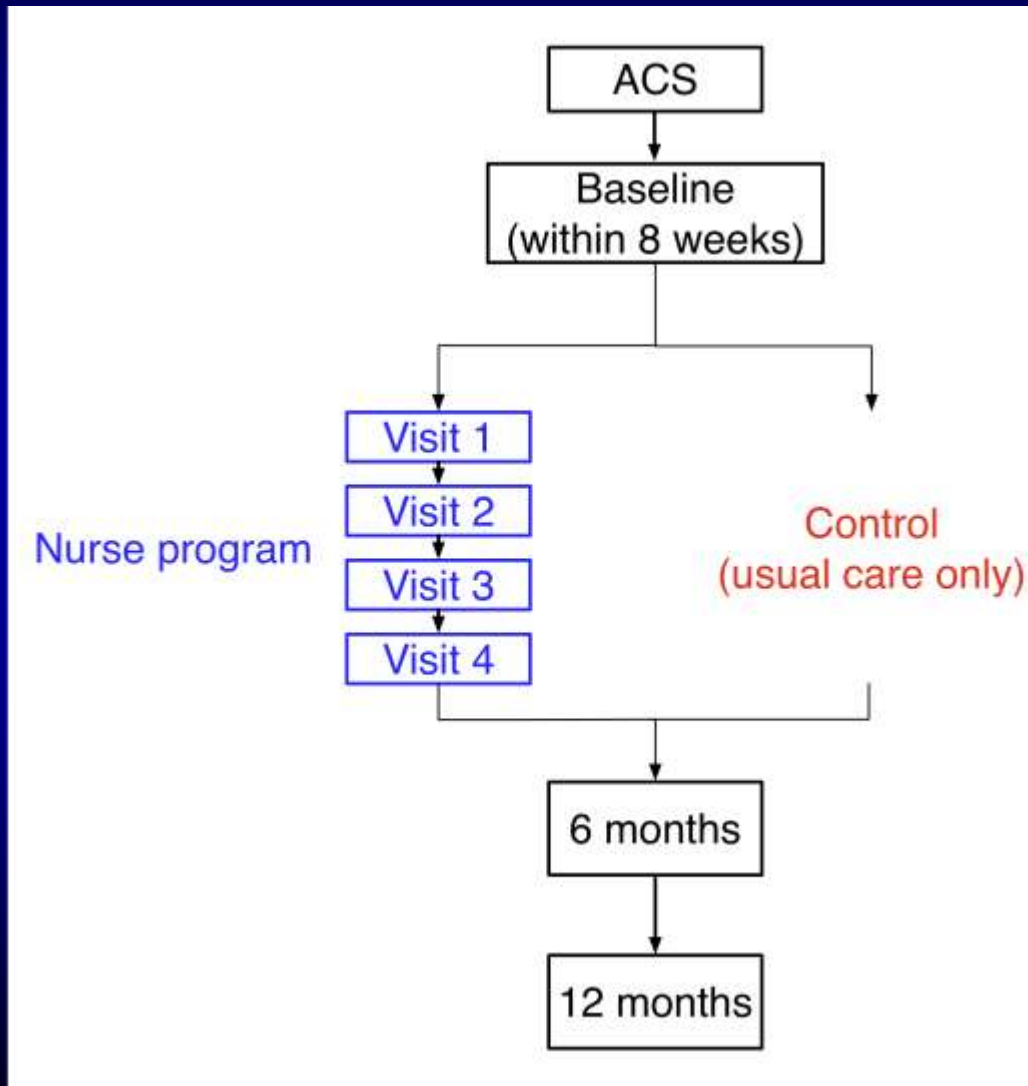 ACS
Baseline
(within 8 weeks)
Visit 1
Visit 2
Nurse program
Visit 3
Visit 4
Control
(usual care only)
6 months
12 months